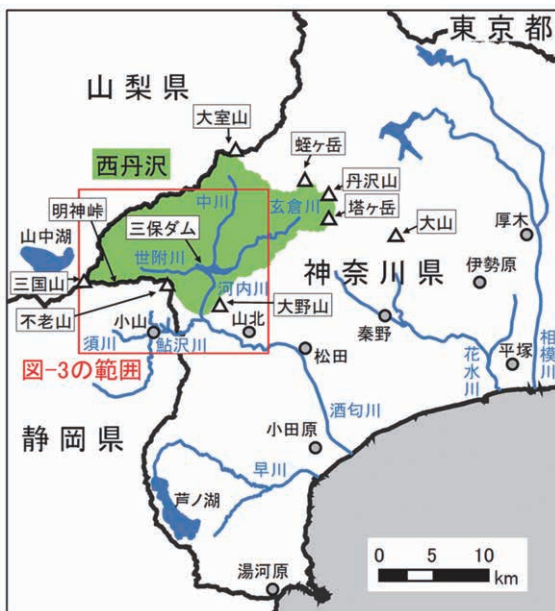 東京都
山梨県
大室山
蛭ヶ岳
西丹沢
丹沢山
中川
玄倉川
塔ヶ岳
明神峠
三保ダム
大山
山中湖
厚木
世附川
神奈川県
三国山
河内川
伊勢原
不老山
大野山
小山
山北
秦野
須川
鮎沢川
松田
花水川
平塚
相模川
図-3の範囲
酒匂川
静岡県
小田原
早川
芦ノ湖
0 5 10
km
湯河原